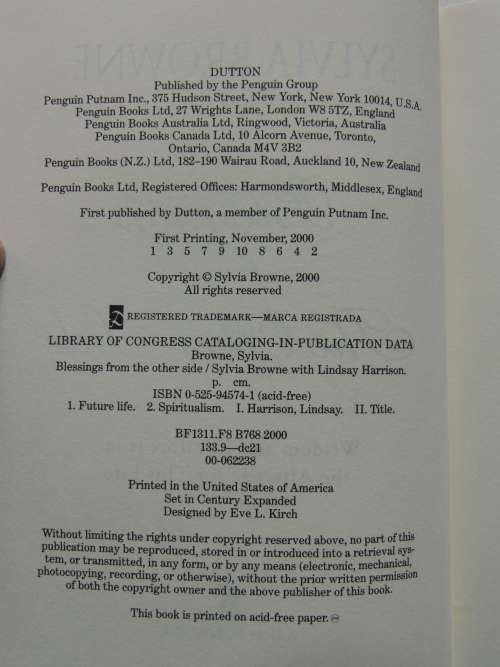 DUTTON
Published by the Penguin Group
Penguin Putnam Inc., 375 Hudson Street, New York, New York 10014, U.S.A.
Penguin Books Ltd, 27 Wrights Lane, London W8 5TZ, England
Penguin Books Australia Ltd, Ringwood, Victoria, Australia
Penguin Books Canada Ltd, 10 Alcorn Avenue, Toronto,
Ontario, Canada M4V 3B2
Penguin Books (N.Z.) Ltd, 182–190 Wairau Road, Auckland 10, New Zealand
Penguin Books Ltd, Registered Offices: Harmondsworth, Middlesex, England
First published by Dutton, a member of Penguin Putnam Inc.
First Printing, November, 2000
1 3 5 7 9 10 8 6 4 2
Copyright © Sylvia Browne, 2000
All rights reserved
REGISTERED TRADEMARK—MARCA REGISTRADA
LIBRARY OF CONGRESS CATALOGING-IN-PUBLICATION DATA
Browne, Sylvia.
Blessings from the other side / Sylvia Browne with Lindsay Harrison.
p. cm.
ISBN 0-525-94574-1 (acid-free)
1. Future life. 2. Spiritualism. I. Harrison, Lindsay. II. Title.
BF1311.F8 B768 2000
133.9—dc21
00-062238
Printed in the United States of America
Set in Century Expanded
Designed by Eve L. Kirch
Without limiting the rights under copyright reserved above, no part of this
publication may be reproduced, stored in or introduced into a retrieval sys-
tem, or transmitted, in any form, or by any means (electronic, mechanical,
photocopying, recording, or otherwise), without the prior written permission
of both the copyright owner and the above publisher of this book.
This book is printed on acid-free paper. ♾